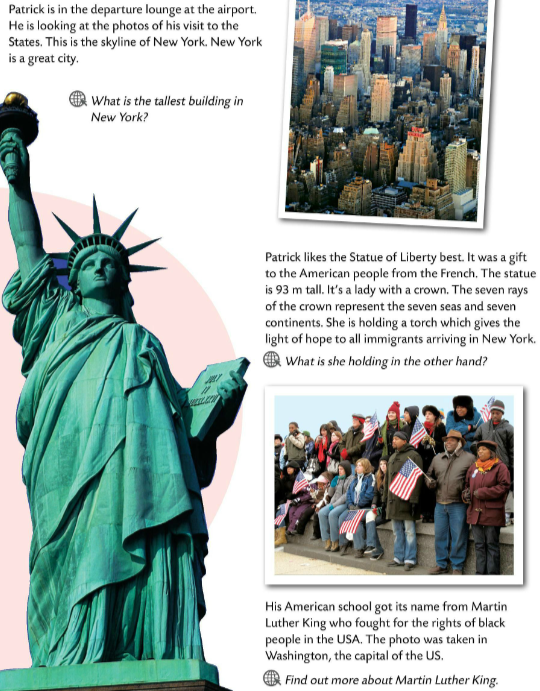 Patrick is in the departure lounge at the airport.
He is looking at the photos of his visit to the
States. This is the skyline of New York. New York
is a great city.
What is the tallest building in
New York?
Patrick likes the Statue of Liberty best. It was a gift
to the American people from the French. The statue
is 93 m tall. It's a lady with a crown. The seven rays
of the crown represent the seven seas and seven
continents. She is holding a torch which gives the
light of hope to all immigrants arriving in New York.
What is she holding in the other hand?
JULY
IV
His American school got its name from Martin
Luther King who fought for the rights of black
people in the USA. The photo was taken in
Washington, the capital of the US.
Find out more about Martin Luther King.